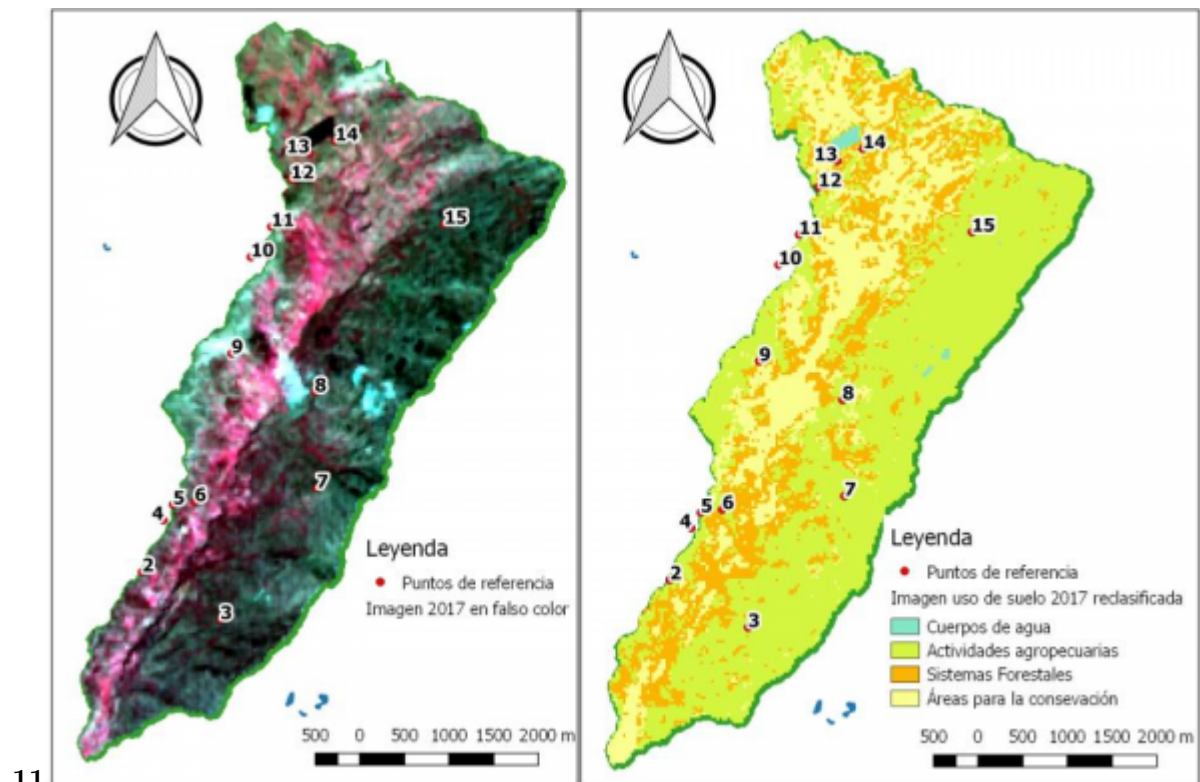 14
13
12
15
11
10
9
8
7
6
5
4
2
3
Leyenda
Puntos de referencia
Imagen 2017 en falso color
500 0 500 1000 1500 2000 m
14
13
12
15
11
10
9
8
7
6
5
4
2
3
Leyenda
Puntos de referencia
Imagen uso de suelo 2017 reclasificada
Cuerpos de agua
Actividades agropecuarias
Sistemas Forestales
Áreas para la consevación
500 0 500 1000 1500 2000 m
11